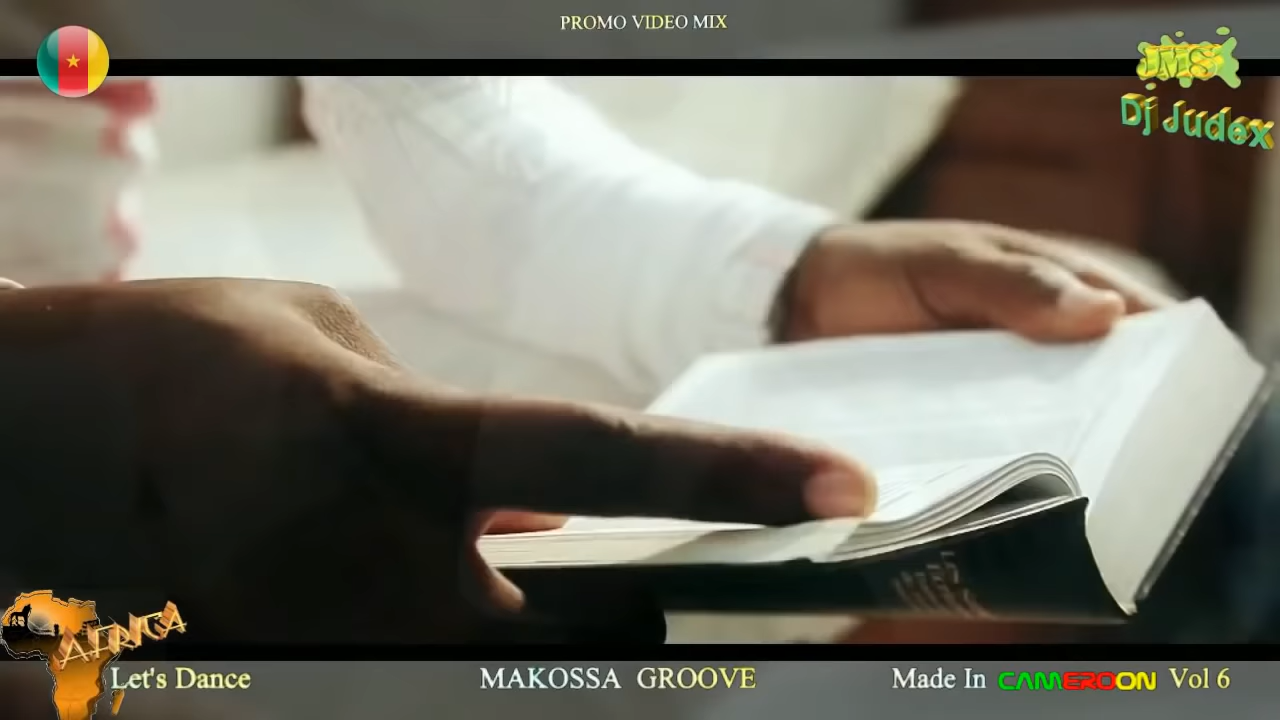 PROMO VIDEO MIX
JMS
Dj Judex
AFRICA
Let's Dance
MAKOSSA GROOVE
Made In CAMEROON Vol 6